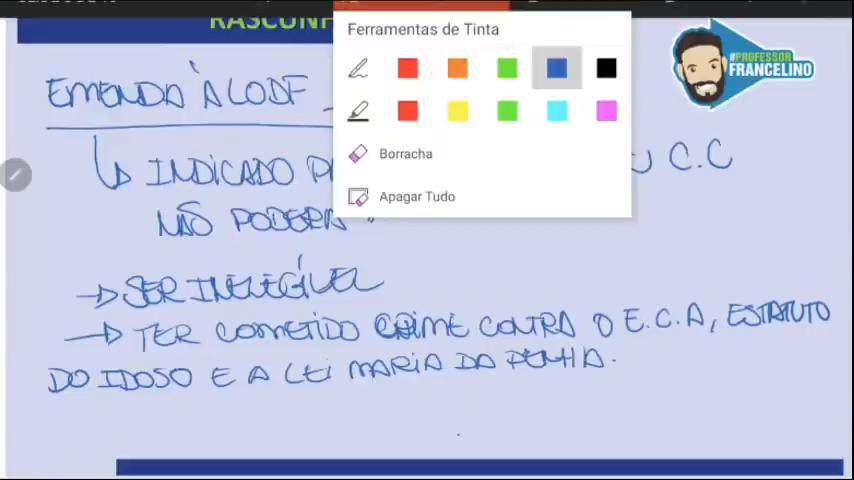 RASCUNH
Ferramentas de Tinta
#PROFESSOR
FRANCELINO
EMENDA À LODF _
Borracha
↳ INDICADO P C.C
Apagar Tudo
NÃO PODERÁ
→ SER INELEGÍVEL
→ TER COMETIDO CRIME CONTRA O E.C.A, ESTATUTO
DO IDOSO E A LEI MARIA DA PENHA.